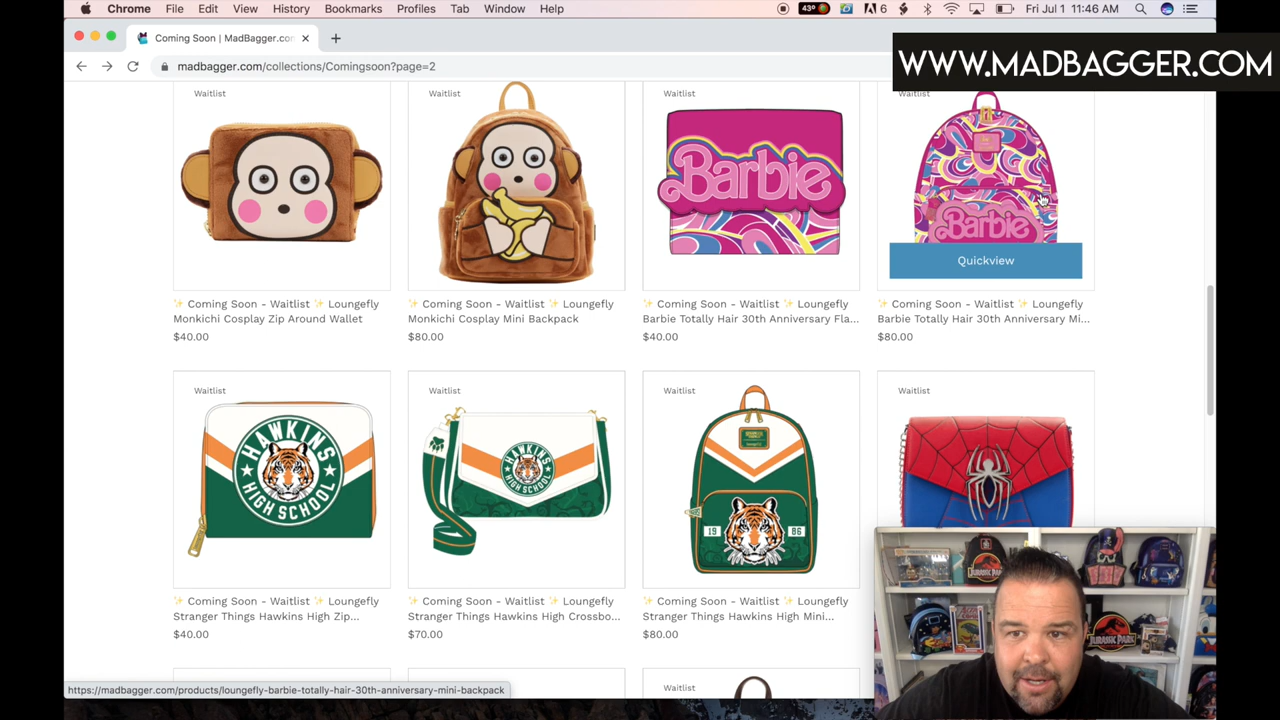 Chrome File Edit View History Bookmarks Profiles Tab Window Help 43° 6 Fri Jul 1 11:46 AM
Coming Soon | MadBagger.com
madbagger.com/collections/Comingsoon?page=2
WWW.MADBAGGER.COM
Waitlist Waitlist Waitlist Waitlist
Barbie
Barbie
Quickview
✨ Coming Soon - Waitlist ✨ Loungefly
Monkichi Cosplay Zip Around Wallet
$40.00
✨ Coming Soon - Waitlist ✨ Loungefly
Monkichi Cosplay Mini Backpack
$80.00
✨ Coming Soon - Waitlist ✨ Loungefly
Barbie Totally Hair 30th Anniversary Fla...
$40.00
✨ Coming Soon - Waitlist ✨ Loungefly
Barbie Totally Hair 30th Anniversary Mi...
$80.00
Waitlist Waitlist Waitlist Waitlist
HAWKINS
HIGH SCHOOL
HAWKINS
HIGH SCHOOL
19 86
✨ Coming Soon - Waitlist ✨ Loungefly
Stranger Things Hawkins High Zip...
$40.00
✨ Coming Soon - Waitlist ✨ Loungefly
Stranger Things Hawkins High Crossbo...
$70.00
✨ Coming Soon - Waitlist ✨ Loungefly
Stranger Things Hawkins High Mini...
$80.00
JURASSIC PARK
Waitlist
https://madbagger.com/products/loungefly-barbie-totally-hair-30th-anniversary-mini-backpack